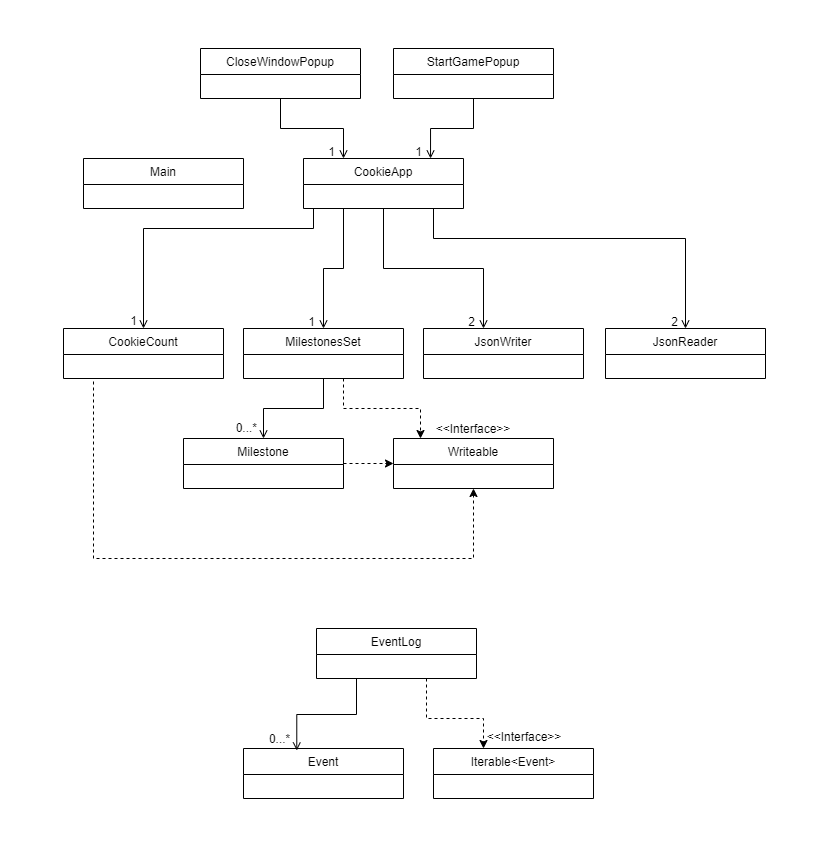 CloseWindowPopup
StartGamePopup
1
1
Main
CookieApp
1
1
2
2
CookieCount
MilestonesSet
JsonWriter
JsonReader
0...*
<<Interface>>
Milestone
Writeable
EventLog
0...*
<<Interface>>
Event
Iterable<Event>